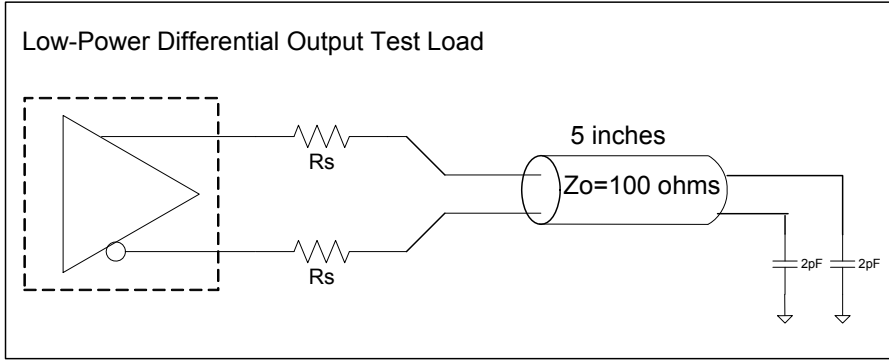 Low-Power Differential Output Test Load
Rs
5 inches
Zo=100 ohms
Rs
2pF
2pF